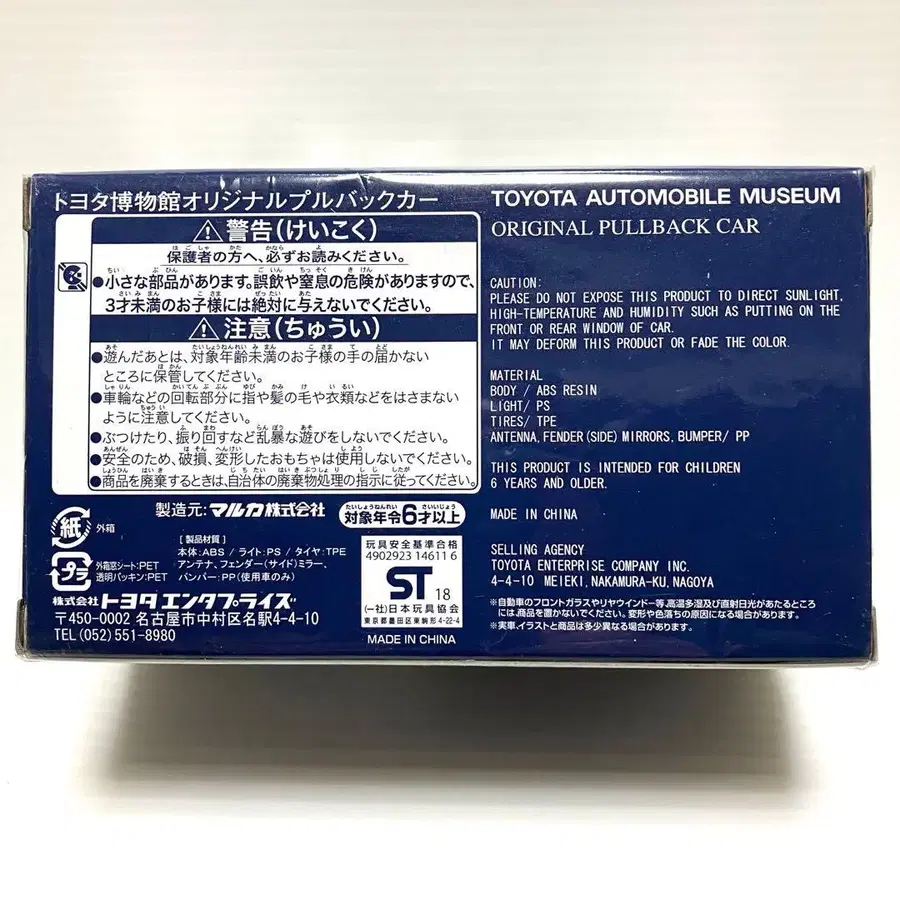 トヨタ博物館オリジナルプルバックカー
警告(けいこく)
保護者の方へ、必ずお読みください。
●小さな部品があります。誤飲や窒息の危険がありますので、
3才未満のお子様には絶対に与えないでください。
注意(ちゅうい)
●遊んだあとは、対象年齢未満のお子様の手の届かない
ところに保管してください。
●車輪などの回転部分に指や髪の毛や衣類などをはさまない
ように注意してください。
●ぶつけたり、振り回すなど乱暴な遊びをしないでください。
●安全のため、破損、変形したおもちゃは使用しないでください。
●商品を廃棄するときは、自治体の廃棄物処理の指示に従ってください。
製造元:マルカ株式会社
対象年令6才以上
紙 外箱
プラ
外箱窓シート:PET
透明パッキン:PET
[製品材質]
本体:ABS / ライト:PS / タイヤ:TPE
アンテナ、フェンダー(サイド)ミラー、
バンパー:PP(使用車のみ)
株式会社トヨタエンタプライズ
〒450-0002 名古屋市中村区名駅4-4-10
TEL (052) 551-8980
玩具安全基準合格
4902923 14611 6
ST 18
(一社)日本玩具協会
東京都墨田区東駒形4-22-4
MADE IN CHINA
TOYOTA AUTOMOBILE MUSEUM
ORIGINAL PULLBACK CAR
CAUTION:
PLEASE DO NOT EXPOSE THIS PRODUCT TO DIRECT SUNLIGHT,
HIGH-TEMPERATURE AND HUMIDITY SUCH AS PUTTING ON THE
FRONT OR REAR WINDOW OF CAR.
IT MAY DEFORM THIS PRODUCT OR FADE THE COLOR.
MATERIAL
BODY / ABS RESIN
LIGHT/ PS
TIRES/ TPE
ANTENNA, FENDER(SIDE) MIRRORS, BUMPER/ PP
THIS PRODUCT IS INTENDED FOR CHILDREN
6 YEARS AND OLDER.
MADE IN CHINA
SELLING AGENCY
TOYOTA ENTERPRISE COMPANY INC.
4-4-10 MEIEKI, NAKAMURA-KU, NAGOYA
※自動車のフロントガラスやリヤウインドー等、高温多湿及び直射日光があたるところ
には、商品を置かないでください。変形や色落ちの原因になる場合があります。
※実車、イラストと商品は多少異なる場合があります。